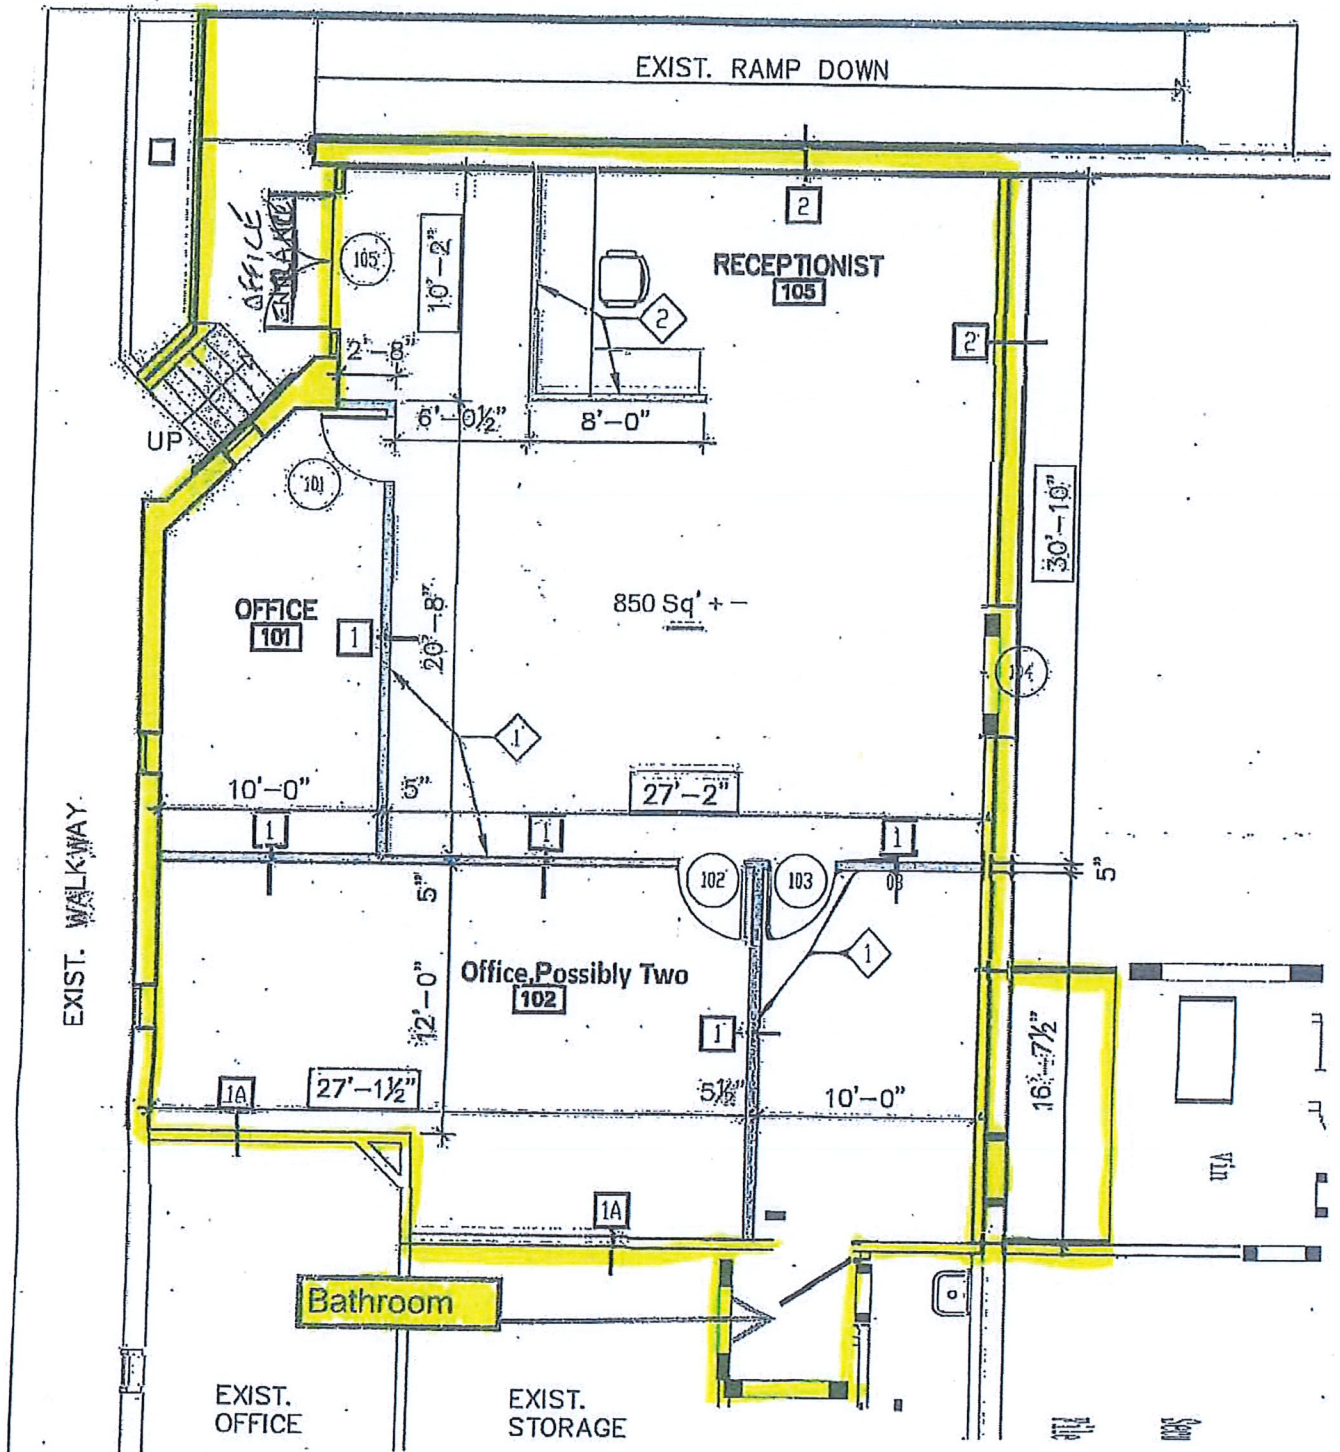 EXIST. RAMP DOWN
2
OFFICE
ENTRANCE
105
10'-2"
RECEPTIONIST
105
2
2
2'-8"
6'-0½"
8'-0"
UP
101
30'-10"
OFFICE
101
1
20'-8"
850 Sq' + -
104
1
10'-0"
5"
27'-2"
1
1
1
EXIST. WALKWAY
102
103
03
5"
5"
1
Office,Possibly Two
102
12'-0"
1
16'-7½"
1A
27'-1½"
5½"
10'-0"
1A
Bathroom
EXIST.
OFFICE
EXIST.
STORAGE